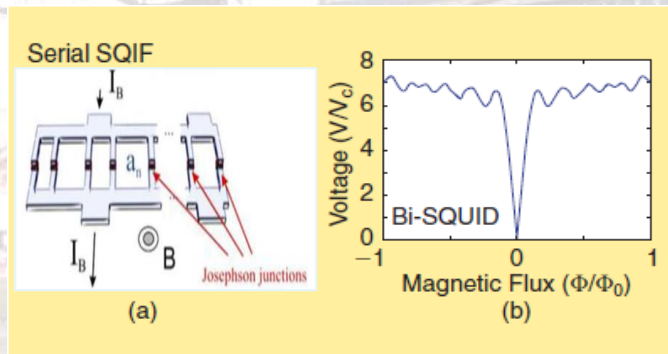 Serial SQIF
I_B
...
a_n
...
I_B
B
Josephson junctions
(a)
8
6
4
2
0
Voltage (V/V_c)
Bi-SQUID
−1
0
1
Magnetic Flux (Φ/Φ₀)
(b)